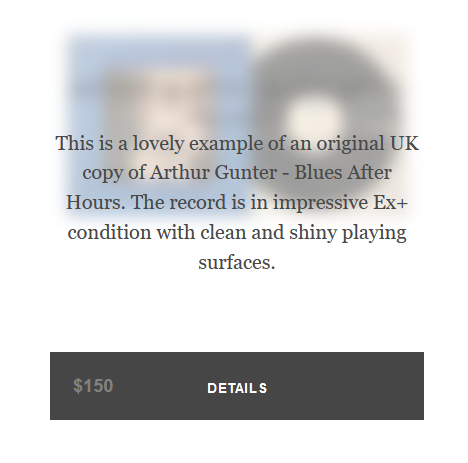 This is a lovely example of an original UK
copy of Arthur Gunter - Blues After
Hours. The record is in impressive Ex+
condition with clean and shiny playing
surfaces.
$150
DETAILS